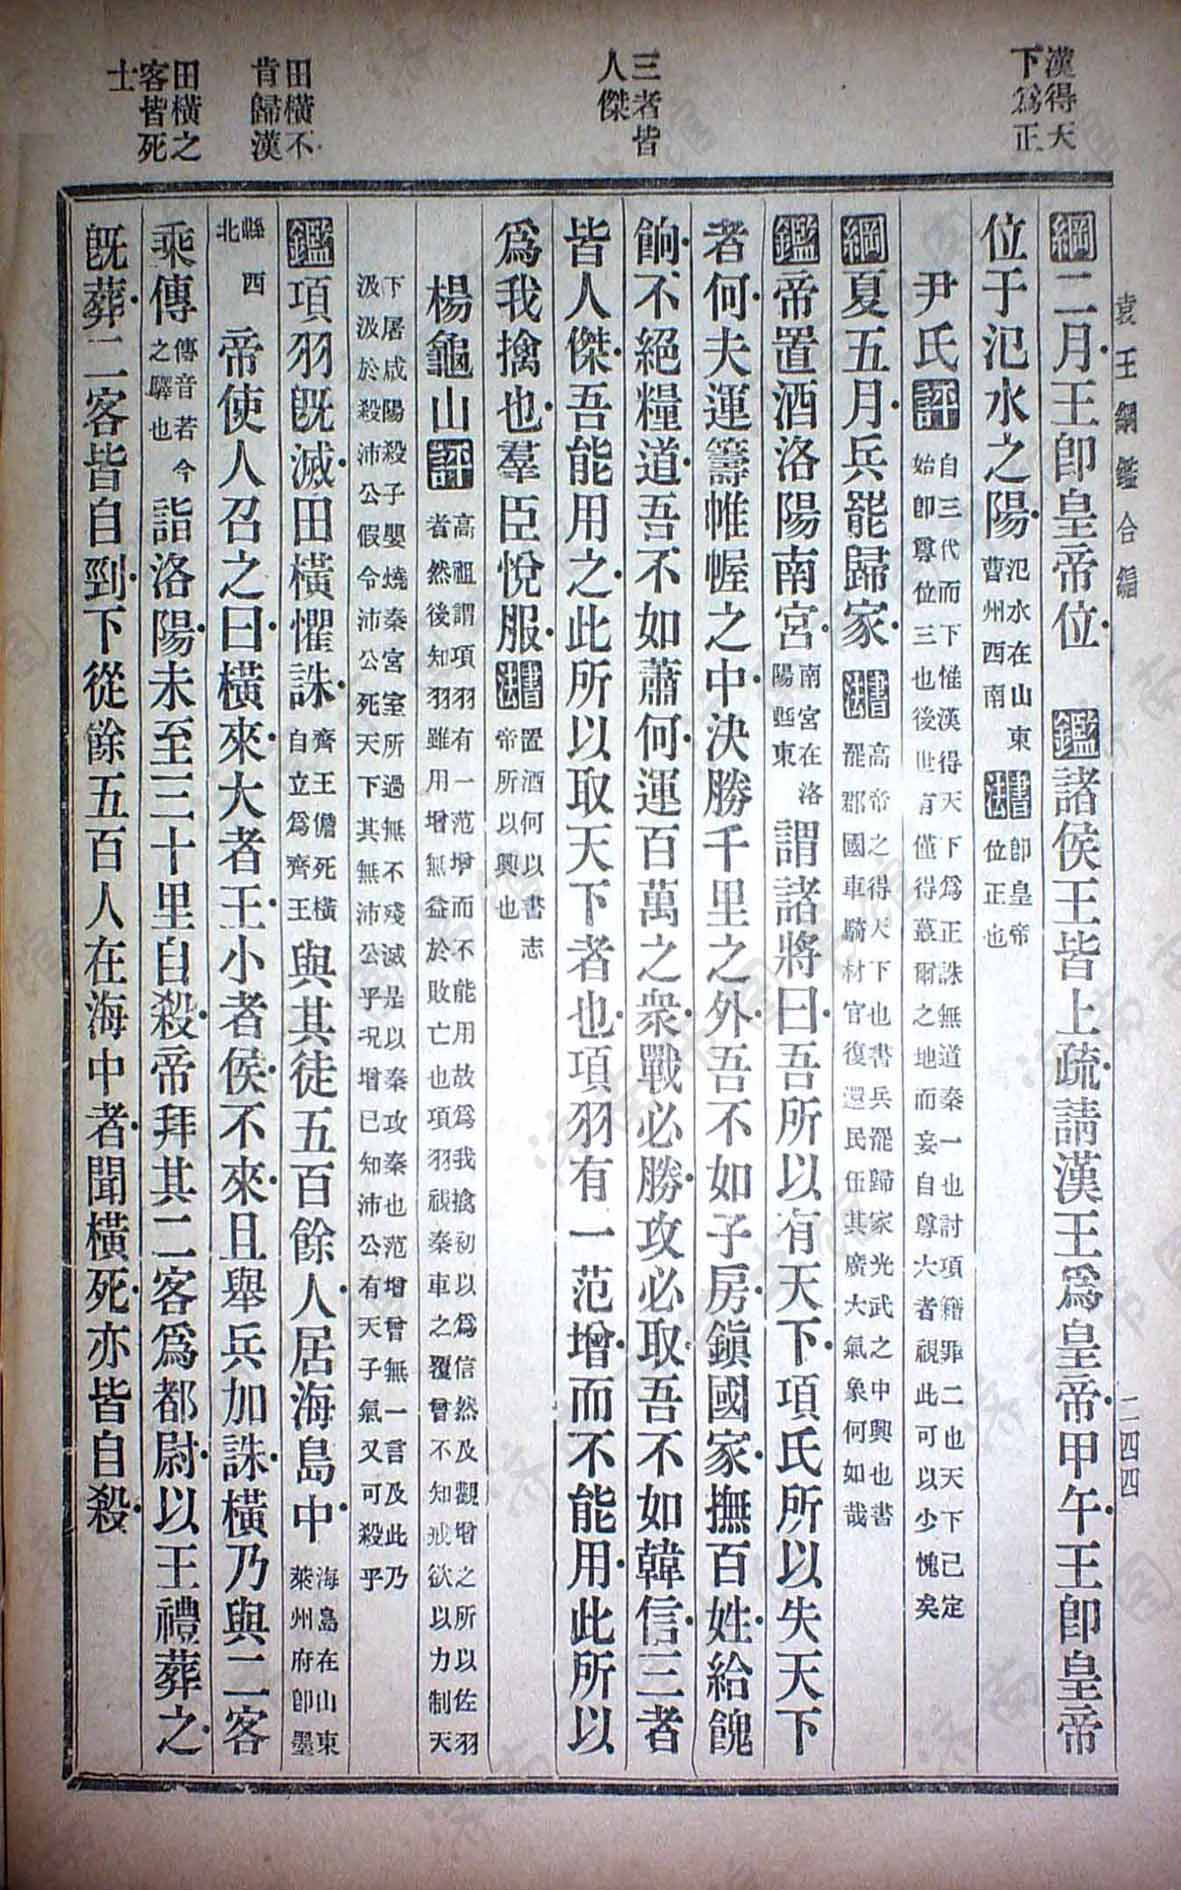 漢得天
下爲正
三者皆
人傑
田橫不
肯歸漢
田橫之
客皆死
士
袁王綱鑑合編
二四四
綱二月王卽皇帝位 鑑諸侯王皆上疏請漢王爲皇帝甲午王卽皇帝
位于氾水之陽氾水在山東曹州西南書法卽皇帝位正也
尹氏評自三代而下惟漢得天下爲正誅無道秦一也討項籍罪二也天下已定
始卽尊位三也後世有僅得蕞爾之地而妄自尊大者視此可以少愧矣
綱夏五月兵罷歸家書法高帝之得天下也書兵罷歸家光武之中興也書
罷郡國車騎材官復還民伍其廣大氣象何如哉
鑑帝置酒洛陽南宮南宮在洛陽縣東謂諸將曰吾所以有天下項氏所以失天下
者何夫運籌帷幄之中決勝千里之外吾不如子房鎮國家撫百姓給餽
餉不絕糧道吾不如蕭何運百萬之衆戰必勝攻必取吾不如韓信三者
皆人傑吾能用之此所以取天下者也項羽有一范增而不能用此所以
爲我擒也羣臣悅服書法置酒何以書志帝所以興也
楊龜山評高祖謂項羽有一范增而不能用故爲我擒初以爲信然及觀增之所以佐羽
者然後知羽雖用增無益於敗亡也項羽視秦車之覆曾不知戒欲以力制天
下屠咸陽殺子嬰燒秦宮室所過無不殘滅是以秦攻秦也范增曾無一言及此乃
汲汲於殺沛公假令沛公死天下其無沛公乎況增已知沛公有天子氣又可殺乎
鑑項羽旣滅田橫懼誅齊王儋死橫自立爲齊王與其徒五百餘人居海島中海島在山東萊州府卽墨
縣西北 帝使人召之曰橫來大者王小者侯不來且舉兵加誅橫乃與二客
乘傳傳音若今之驛也詣洛陽未至三十里自殺帝拜其二客爲都尉以王禮葬之
旣葬二客皆自剄下從餘五百人在海中者聞橫死亦皆自殺